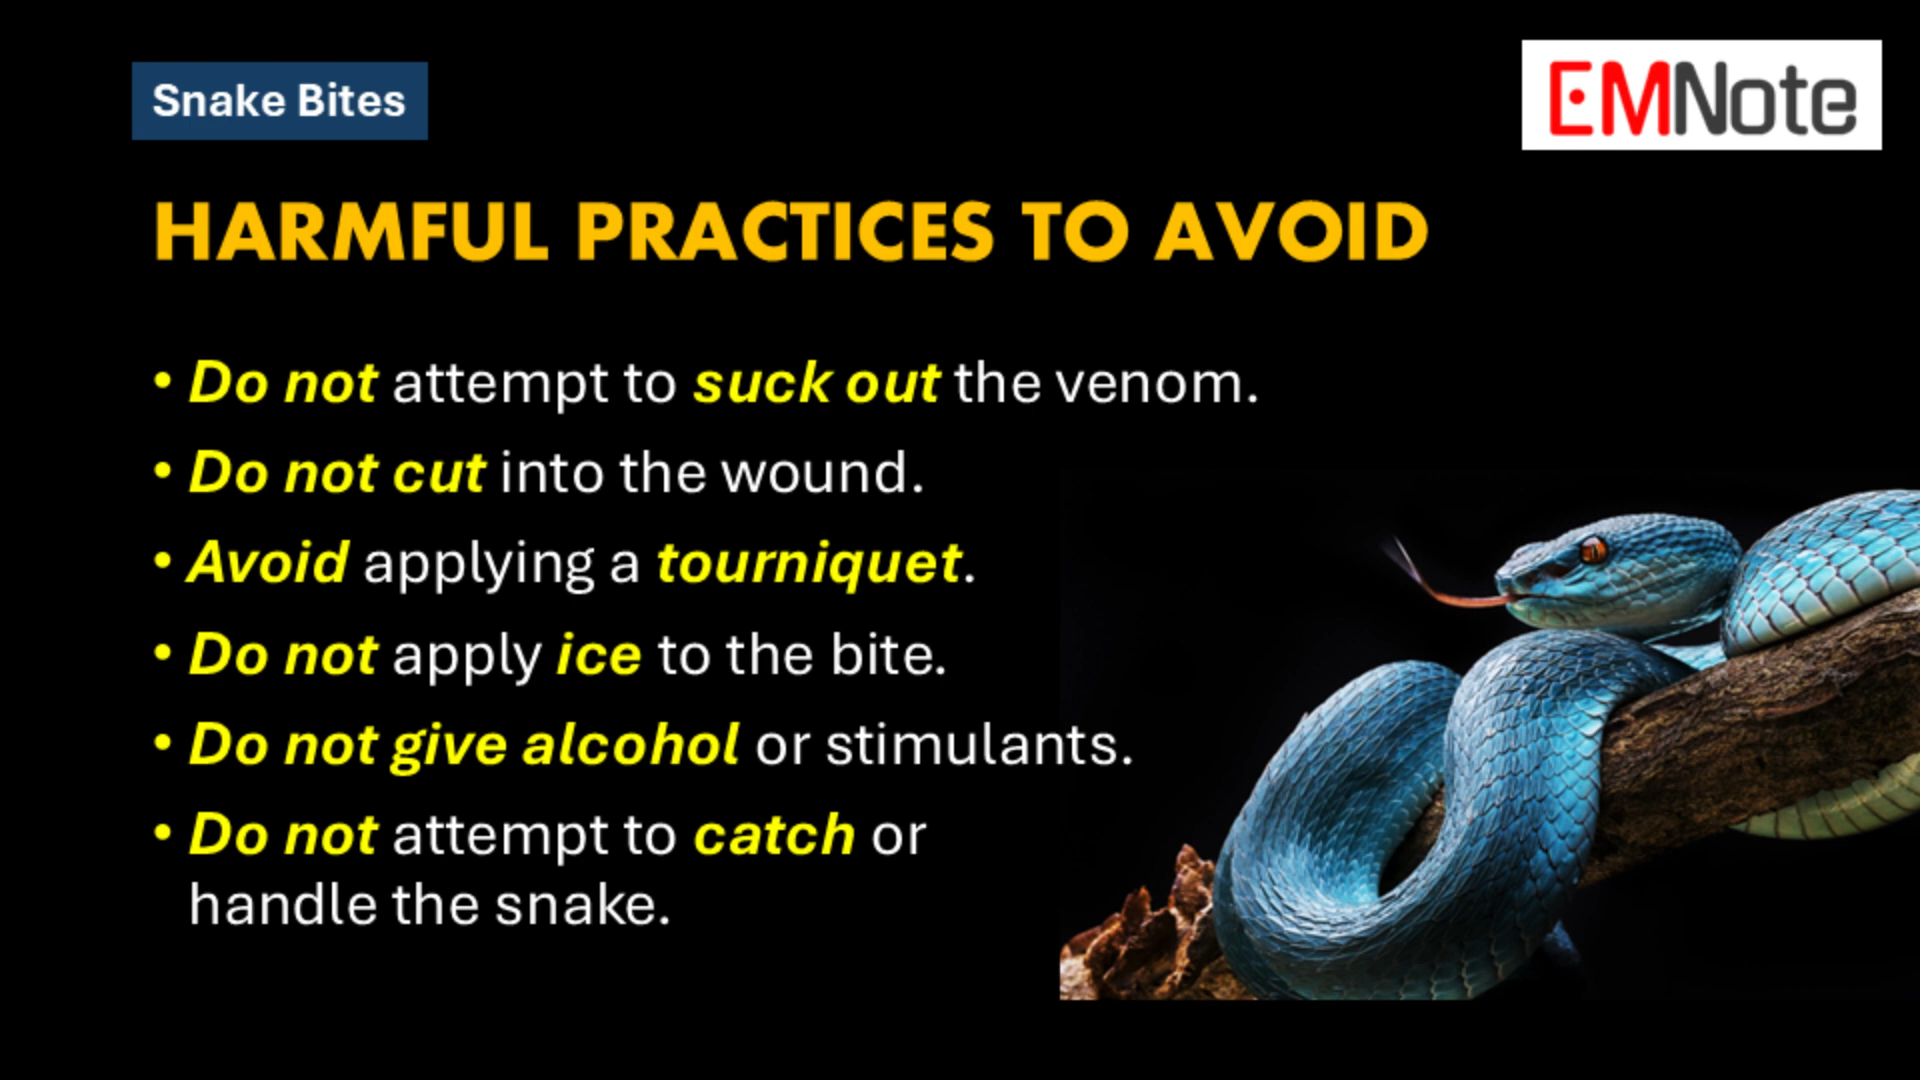 Snake Bites
EMNote
HARMFUL PRACTICES TO AVOID
• Do not attempt to suck out the venom.
• Do not cut into the wound.
• Avoid applying a tourniquet.
• Do not apply ice to the bite.
• Do not give alcohol or stimulants.
• Do not attempt to catch or
handle the snake.